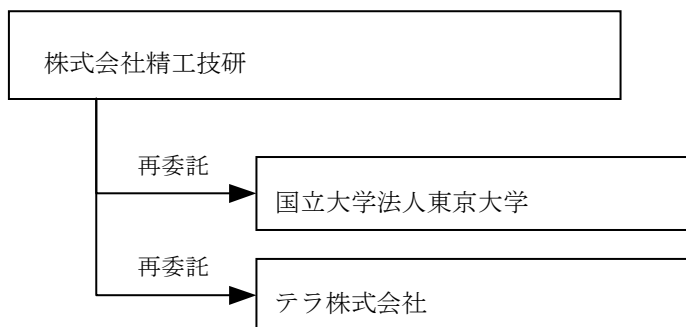 株式会社精工技研
再委託
国立大学法人東京大学
再委託
テラ株式会社